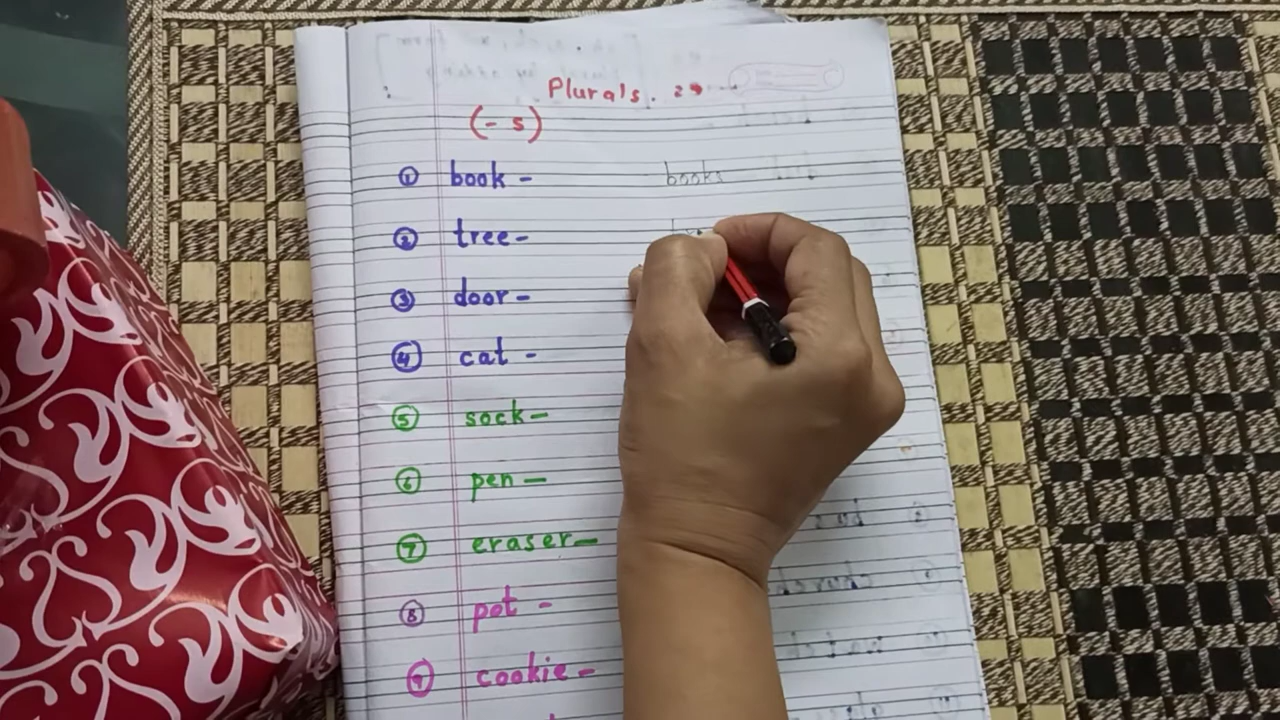 Plurals.
(- s)
① book - books
② tree-
③ door -
④ cat -
⑤ sock -
⑥ pen —
⑦ eraser—
⑧ pot -
⑨ cookie -